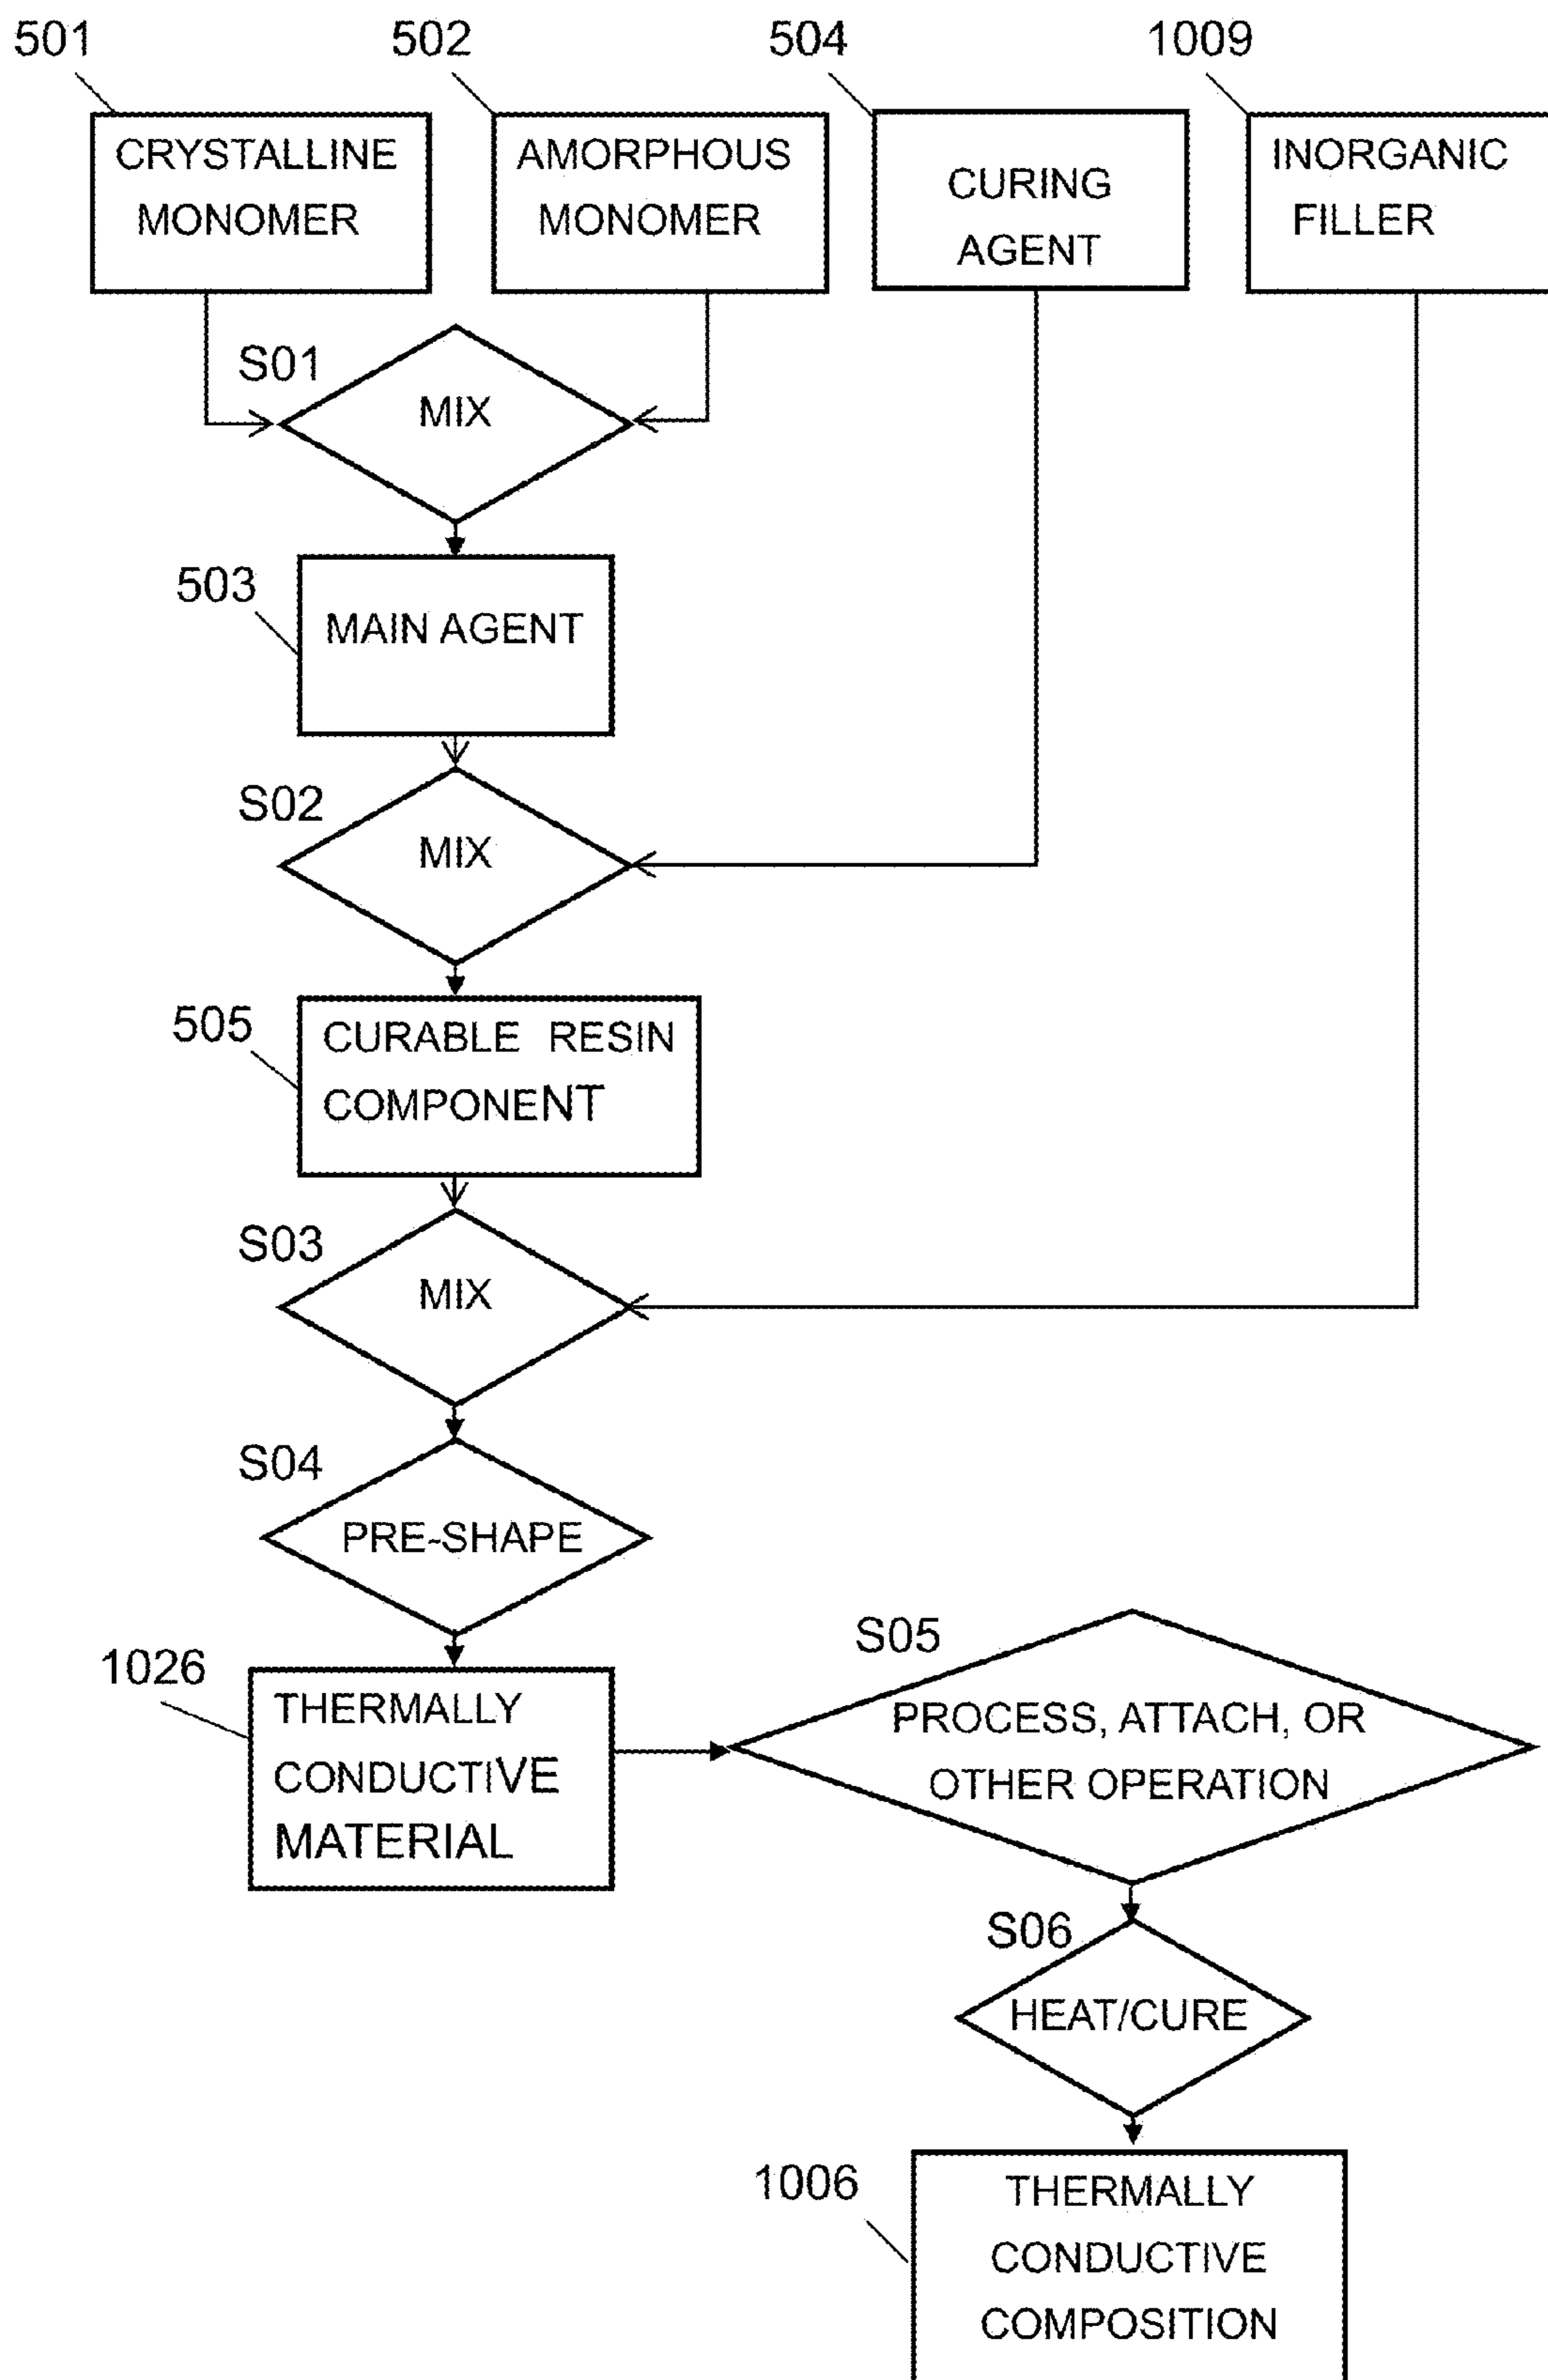 501
502
504
1009
CRYSTALLINE
MONOMER
AMORPHOUS
MONOMER
CURING
AGENT
INORGANIC
FILLER
S01
MIX
503
MAIN AGENT
S02
MIX
505
CURABLE RESIN
COMPONENT
S03
MIX
S04
PRE-SHAPE
1026
THERMALLY
CONDUCTIVE
MATERIAL
S05
PROCESS, ATTACH, OR
OTHER OPERATION
S06
HEAT/CURE
1006
THERMALLY
CONDUCTIVE
COMPOSITION